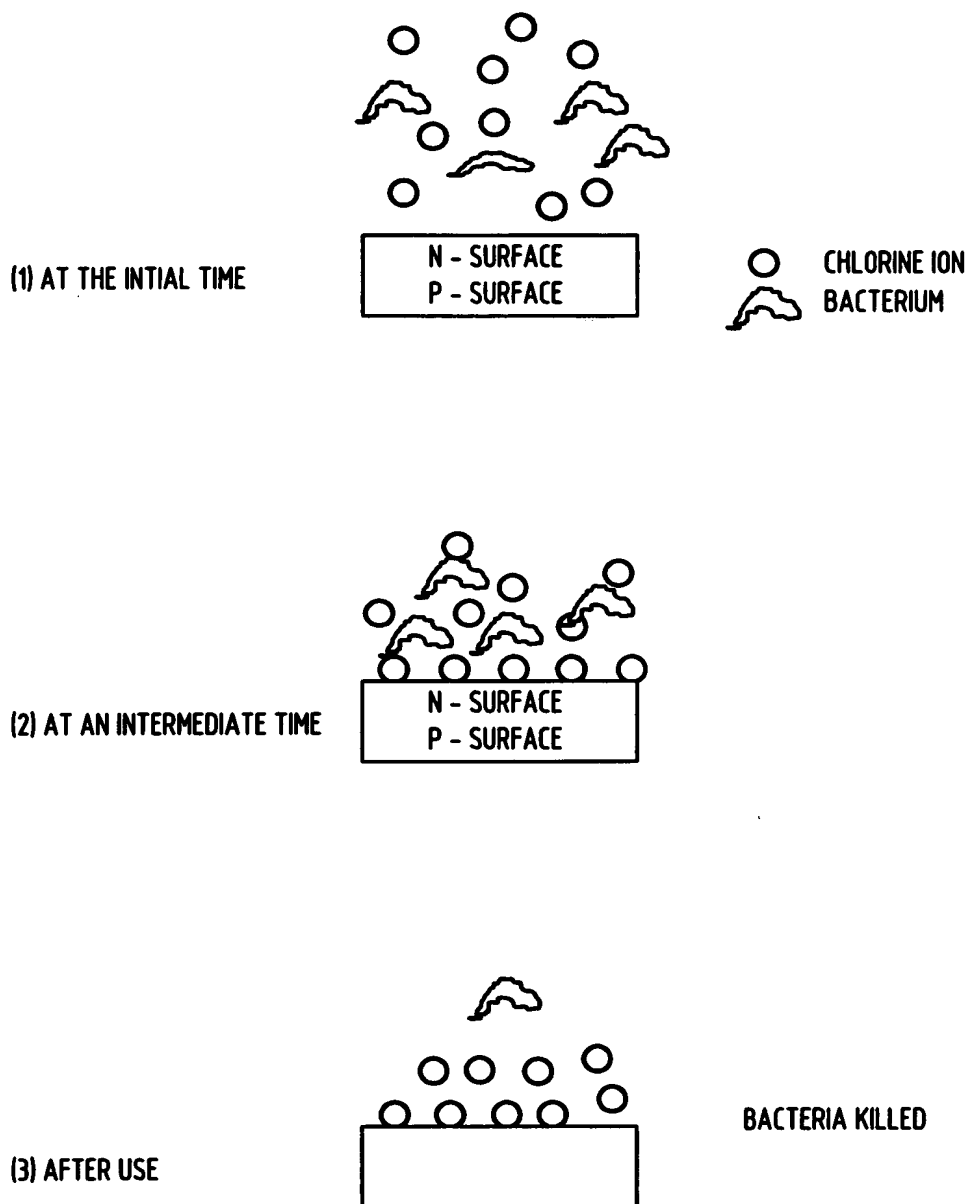 N - SURFACE
P - SURFACE
(1) AT THE INTIAL TIME
CHLORINE ION
BACTERIUM
N - SURFACE
P - SURFACE
(2) AT AN INTERMEDIATE TIME
BACTERIA KILLED
(3) AFTER USE